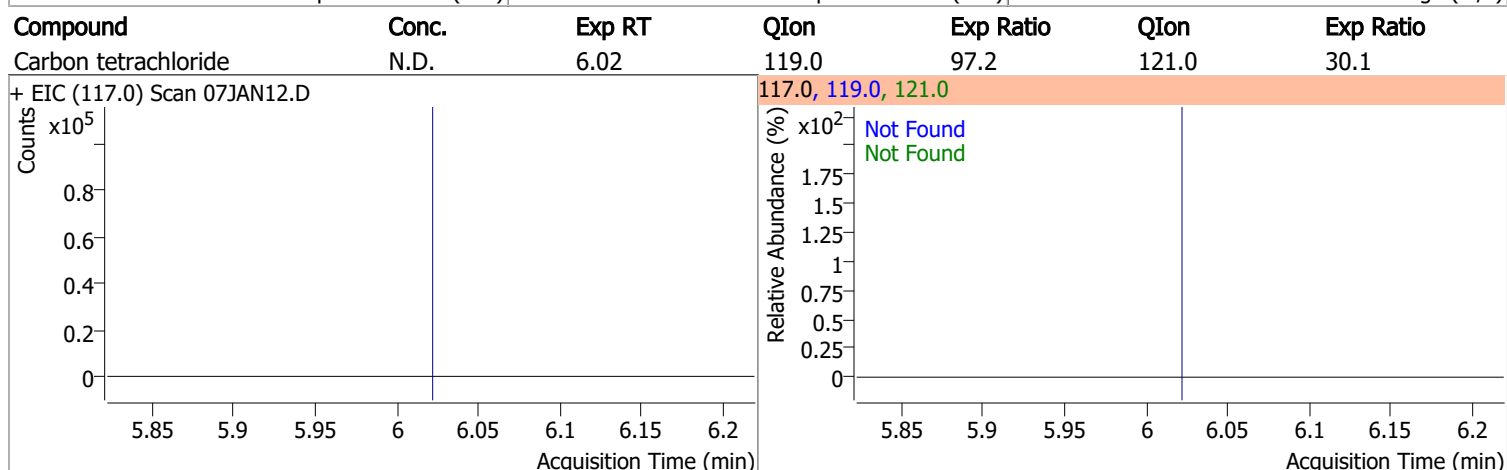 Compound Conc. Exp RT QIon Exp Ratio QIon Exp Ratio
Carbon tetrachloride N.D. 6.02 119.0 97.2 121.0 30.1
+ EIC (117.0) Scan 07JAN12.D
Counts
x10^5
0.8
0.6
0.4
0.2
0
5.85 5.9 5.95 6 6.05 6.1 6.15 6.2
Acquisition Time (min)
117.0, 119.0, 121.0
Relative Abundance (%)
x10^2
Not Found
Not Found
1.75
1.5
1.25
1
0.75
0.5
0.25
0
5.85 5.9 5.95 6 6.05 6.1 6.15 6.2
Acquisition Time (min)